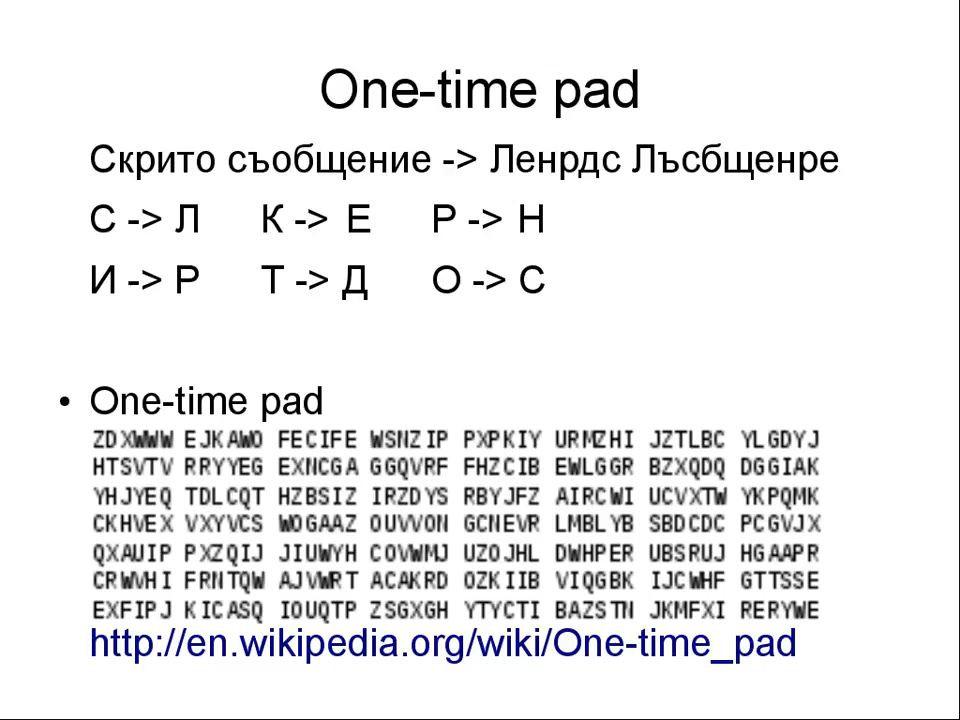 One-time pad
Скрито съобщение -> Ленрдс Лъсбщенре
С -> Л К -> Е Р -> Н
И -> Р Т -> Д О -> С
• One-time pad
ZDXWWW EJKAWO FECIFE WSNZIP PXPKIY URMZHI JZTLBC YLGDYJ
HTSVTV RRYYEG EXNCGA GGQVRF FHZCIB EWLGGR BZXQDQ DGGIAK
YHJYEQ TDLCQT HZBSIZ IRZDYS RBYJFZ AIRCWI UCVXTW YKPQMK
CKHVEX VXYVCS WOGAAZ OUVVON GCNEVR LMBLYB SBDCDC PCGVJX
QXAUIP PXZQIJ JIUWYH COVWMJ UZOJHL DWHPER UBSRUJ HGAAPR
CRWVHI FRNTQW AJVWRT ACAKRD OZKIIB VIQGBK IJCWHF GTTSSE
EXFIPJ KICASQ IOUQTP ZSGXGH YTYCTI BAZSTN JKMFXI RERYWE
http://en.wikipedia.org/wiki/One-time_pad